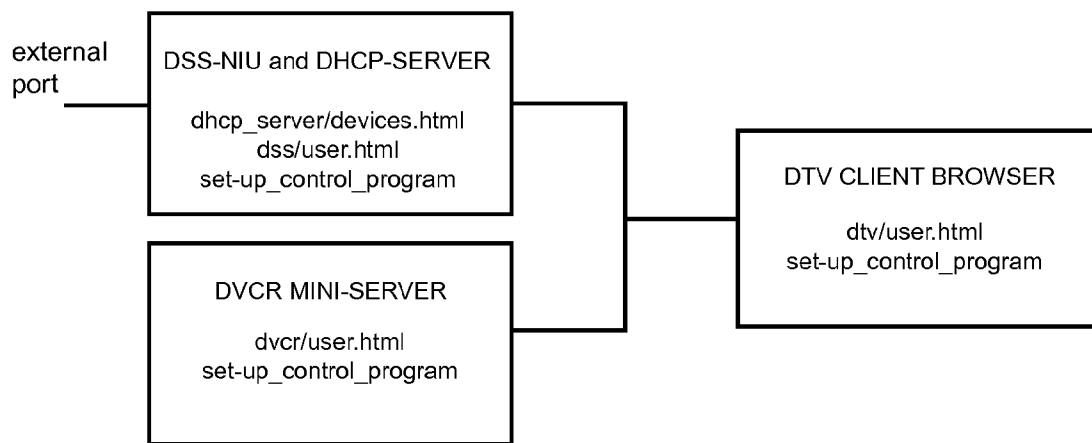 external
port
DSS-NIU and DHCP-SERVER
dhcp_server/devices.html
dss/user.html
set-up_control_program
DVCR MINI-SERVER
dvcr/user.html
set-up_control_program
DTV CLIENT BROWSER
dtv/user.html
set-up_control_program